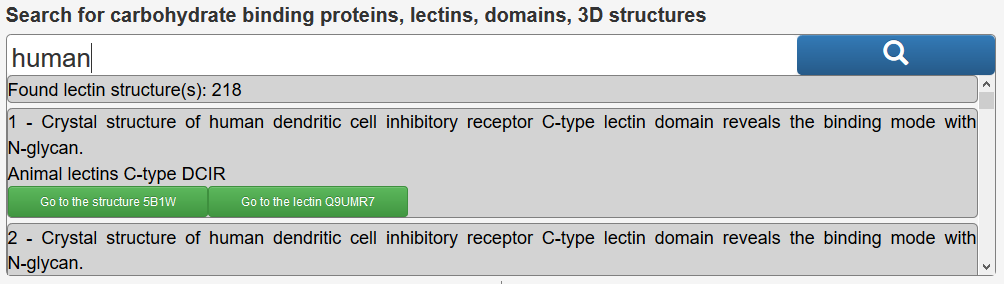 Search for carbohydrate binding proteins, lectins, domains, 3D structures
human
Found lectin structure(s): 218
1 - Crystal structure of human dendritic cell inhibitory receptor C-type lectin domain reveals the binding mode with
N-glycan.
Animal lectins C-type DCIR
Go to the structure 5B1W Go to the lectin Q9UMR7
2 - Crystal structure of human dendritic cell inhibitory receptor C-type lectin domain reveals the binding mode with
N-glycan.